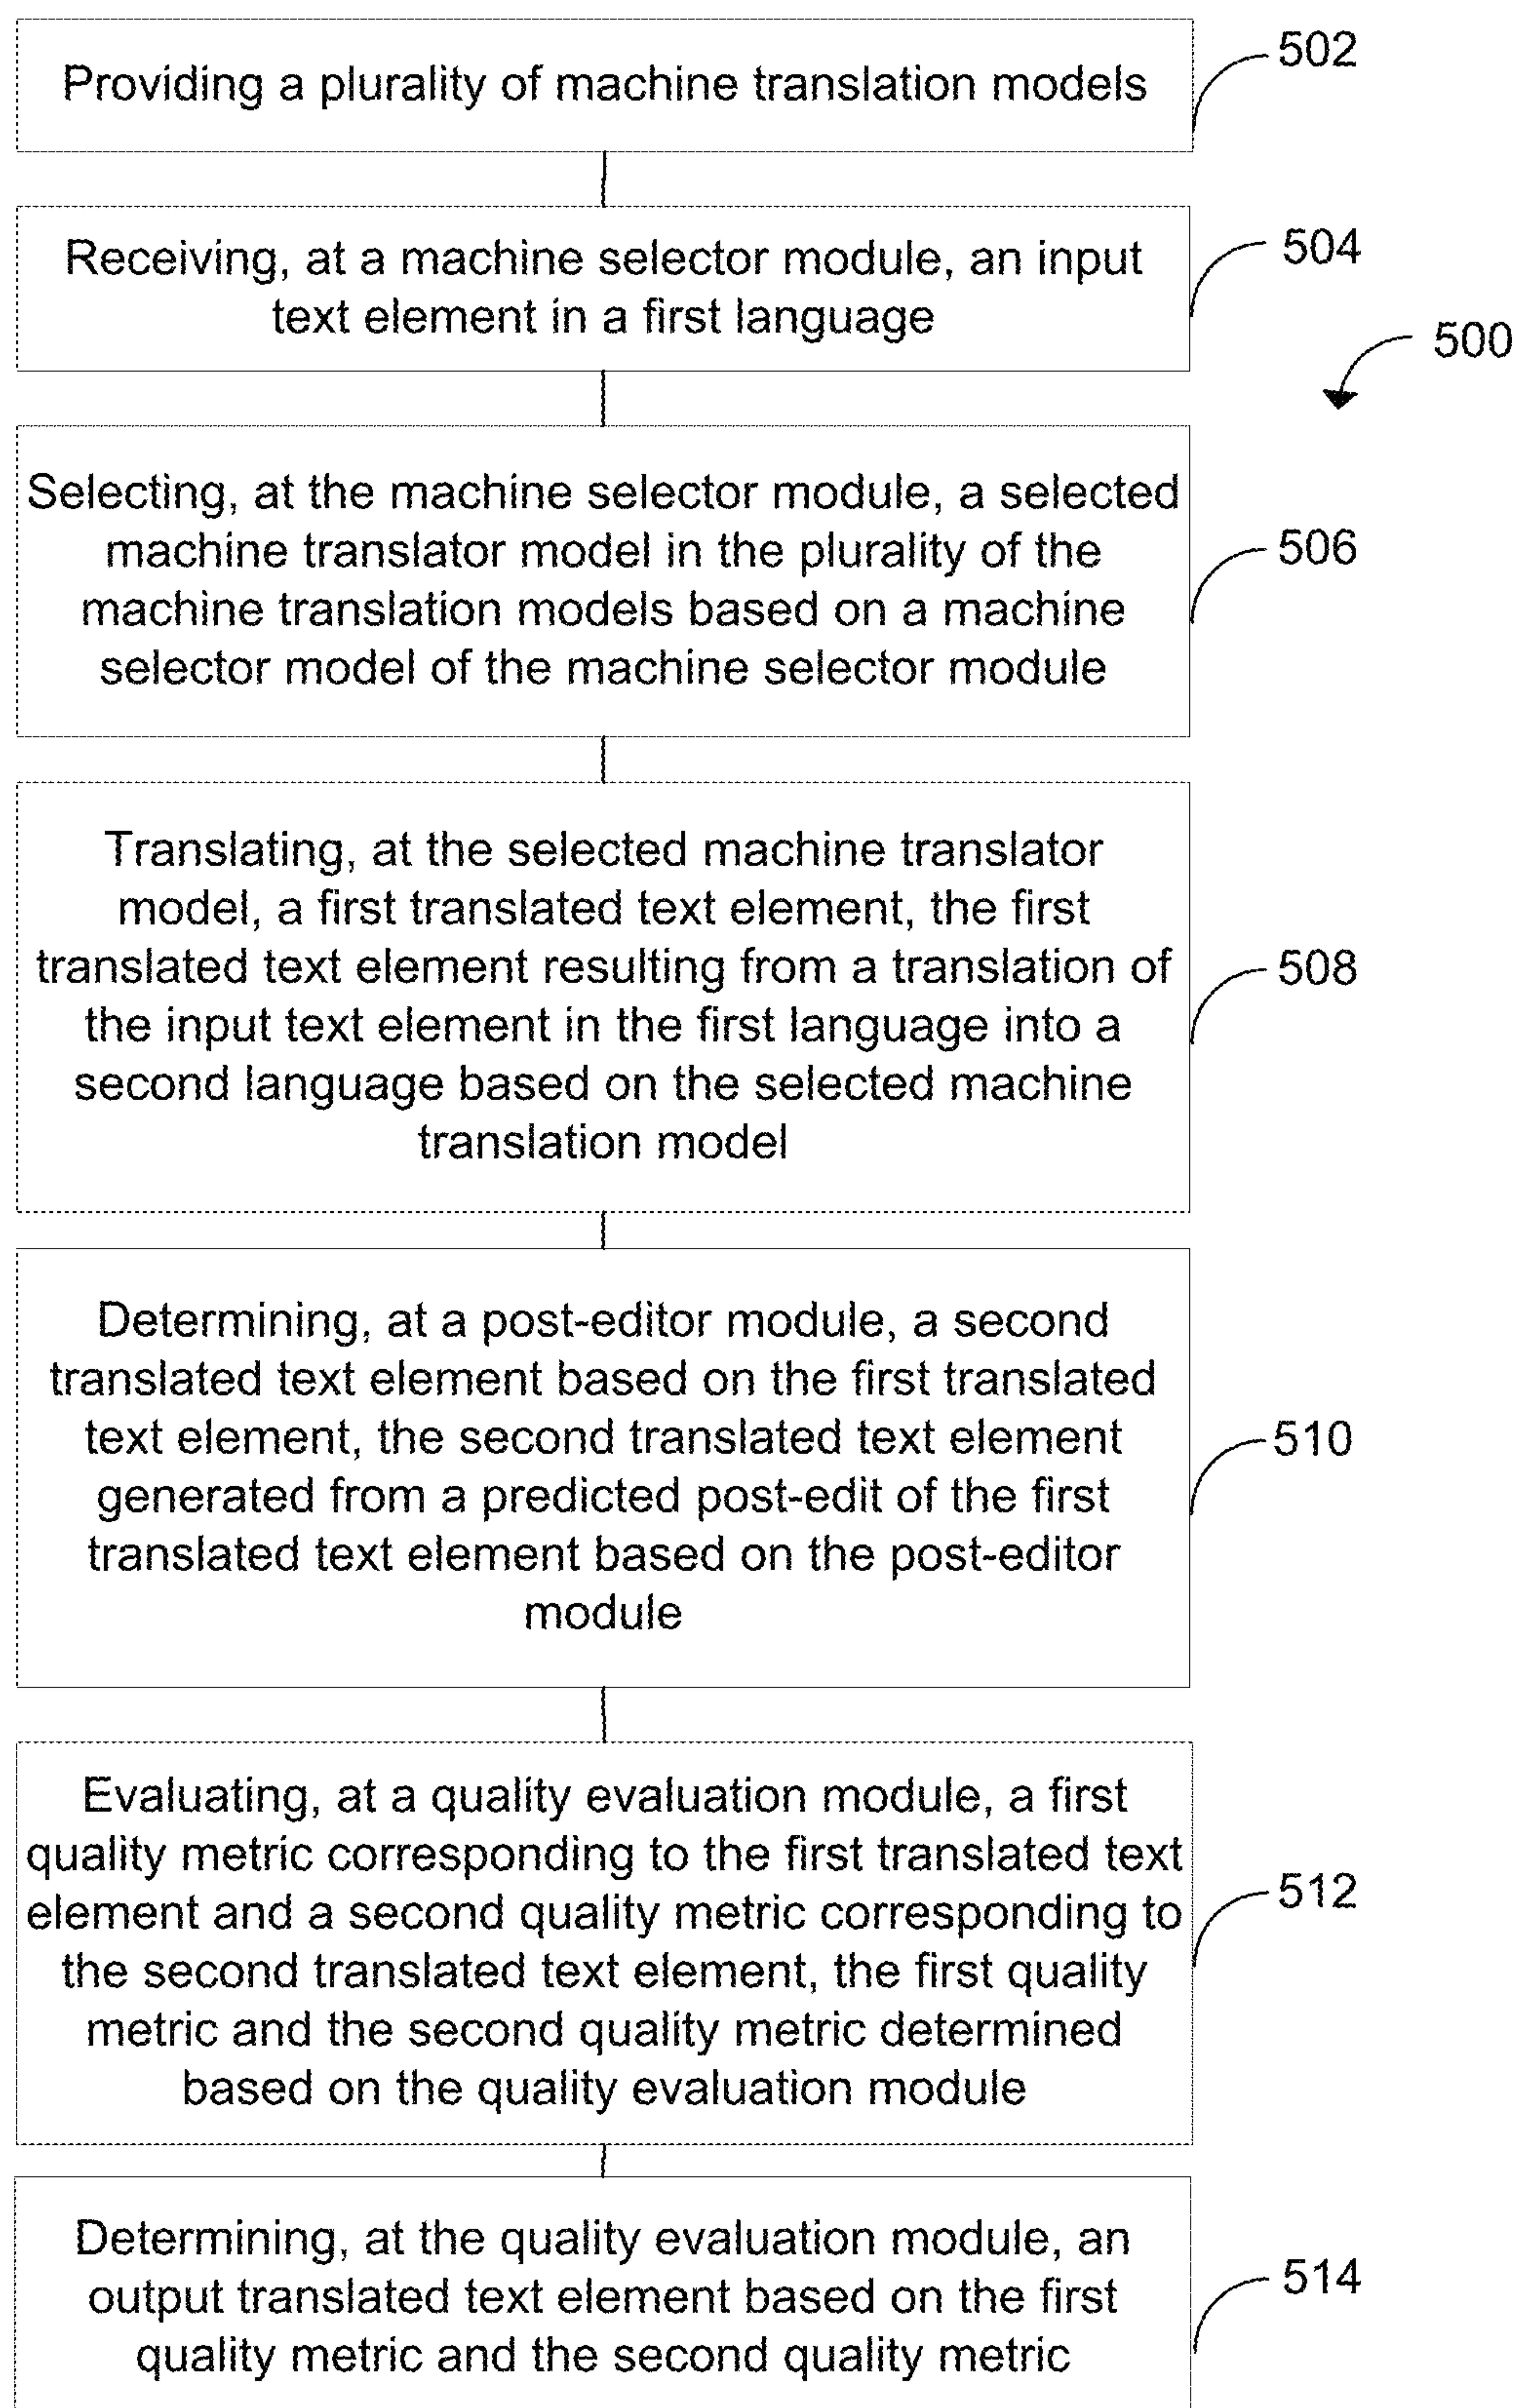 Providing a plurality of machine translation models
502
Receiving, at a machine selector module, an input
text element in a first language
504
500
Selecting, at the machine selector module, a selected
machine translator model in the plurality of the
machine translation models based on a machine
selector model of the machine selector module
506
Translating, at the selected machine translator
model, a first translated text element, the first
translated text element resulting from a translation of
the input text element in the first language into a
second language based on the selected machine
translation model
508
Determining, at a post-editor module, a second
translated text element based on the first translated
text element, the second translated text element
generated from a predicted post-edit of the first
translated text element based on the post-editor
module
510
Evaluating, at a quality evaluation module, a first
quality metric corresponding to the first translated text
element and a second quality metric corresponding to
the second translated text element, the first quality
metric and the second quality metric determined
based on the quality evaluation module
512
Determining, at the quality evaluation module, an
output translated text element based on the first
quality metric and the second quality metric
514